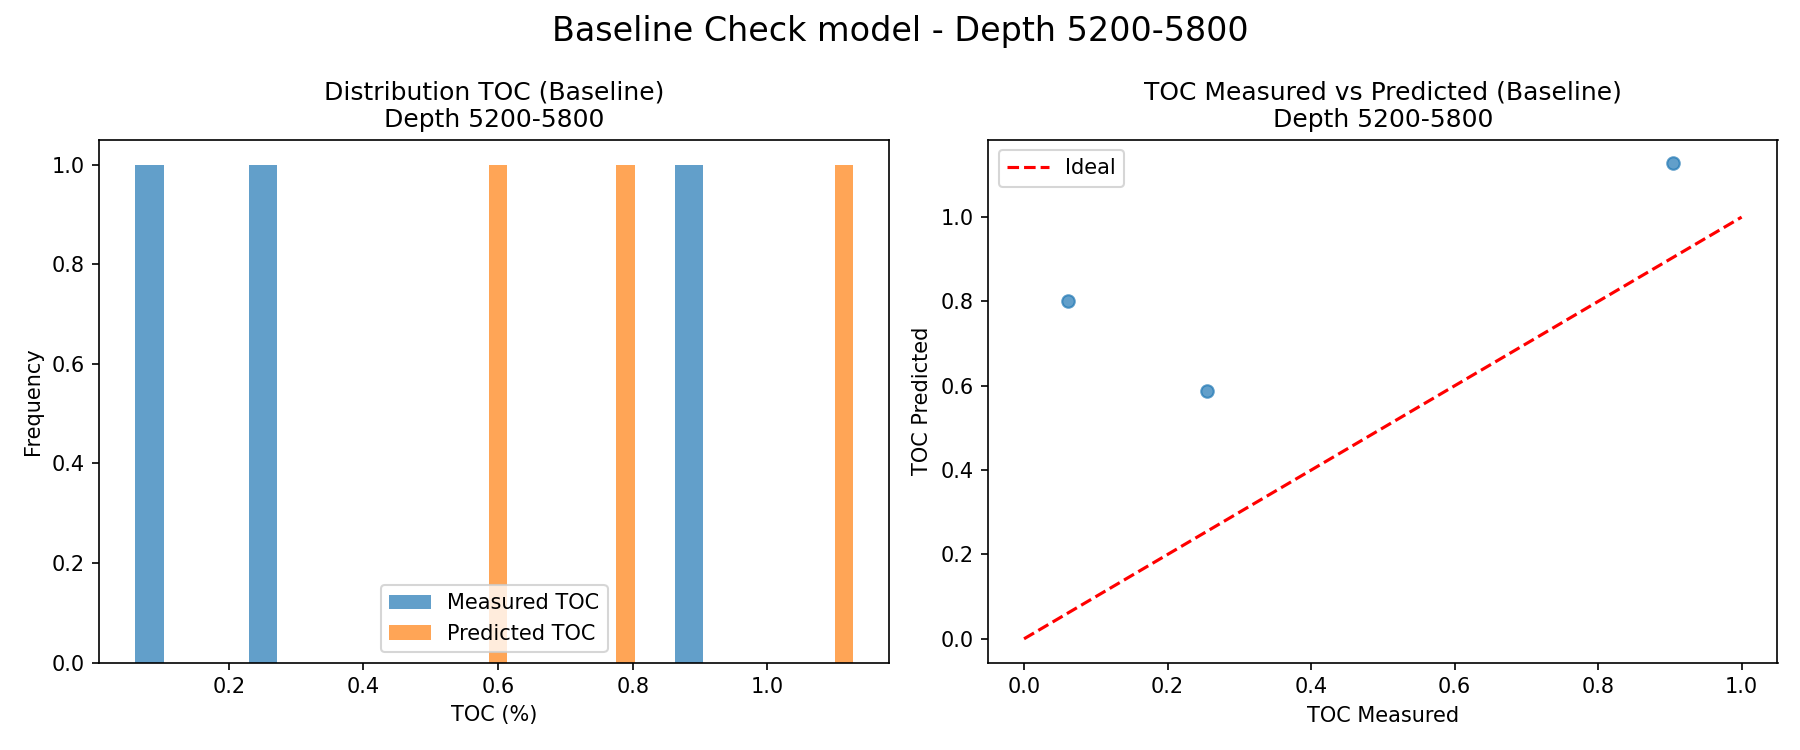 Baseline Check model - Depth 5200-5800
Distribution TOC (Baseline)
Depth 5200-5800
Frequency
1.0
0.8
0.6
0.4
0.2
0.0
0.2
0.4
0.6
0.8
1.0
TOC (%)
Measured TOC
Predicted TOC
TOC Measured vs Predicted (Baseline)
Depth 5200-5800
Ideal
TOC Predicted
1.0
0.8
0.6
0.4
0.2
0.0
0.0
0.2
0.4
0.6
0.8
1.0
TOC Measured